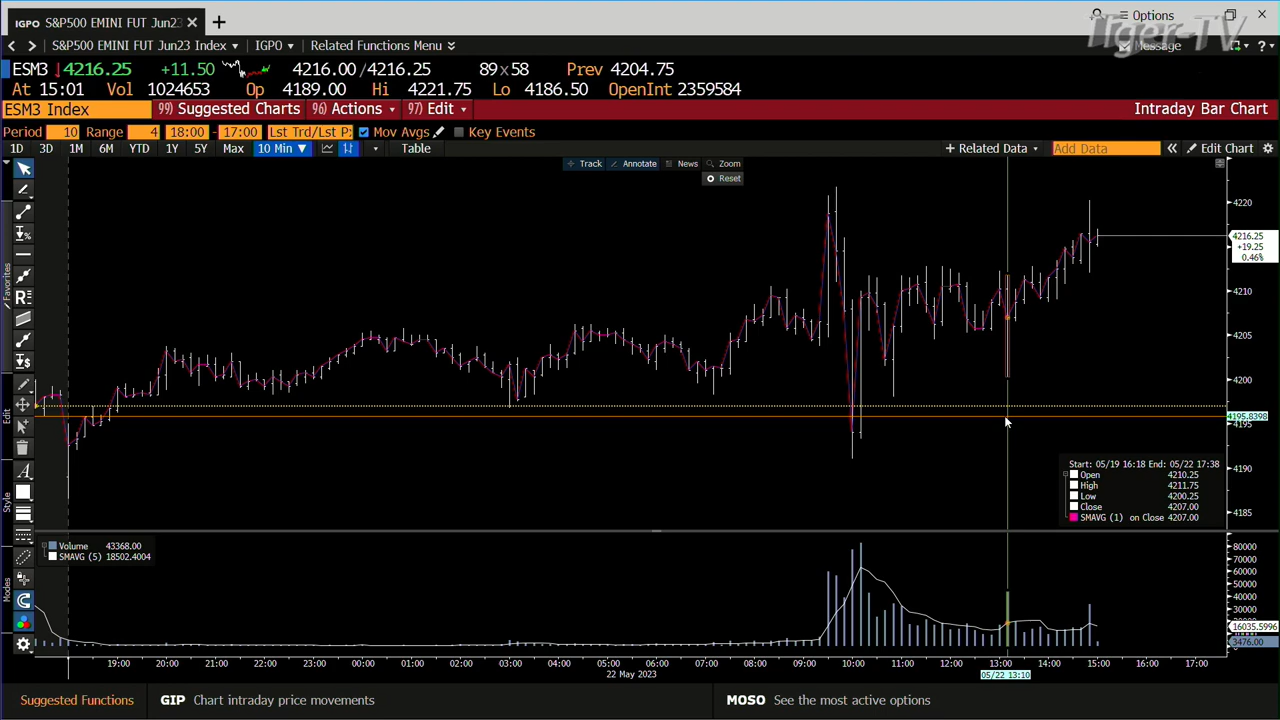 IGPO S&P500 EMINI FUT Jun23 × +
Options
Tiger-TV
S&P500 EMINI FUT Jun23 Index IGPO Related Functions Menu
Message
ESM3 4216.25 +11.50 4216.00/4216.25 89x58 Prev 4204.75
At 15:01 Vol 1024653 Op 4189.00 Hi 4221.75 Lo 4186.50 OpenInt 2359584
ESM3 Index 99) Suggested Charts 96) Actions 97) Edit Intraday Bar Chart
Period 10 Range 4 18:00 - 17:00 Lst Trd/Lst P: Mov Avgs Key Events
1D 3D 1M 6M YTD 1Y 5Y Max 10 Min Table + Related Data Add Data Edit Chart
Track Annotate News Zoom
Reset
4220
4216.25
+19.25
0.46%
4210
4205
4200
4195.8398
4195
4190
4185
Favorites
Edit
Style
Modes
Start: 05/19 16:18 End: 05/22 17:38
Open 4210.25
High 4211.75
Low 4200.25
Close 4207.00
SMAVG (1) on Close 4207.00
Volume 43368.00
SMAVG (5) 18502.4004
80000
70000
60000
50000
40000
30000
16035.5996
3476.00
19:00 20:00 21:00 22:00 23:00 00:00 01:00 02:00 03:00 04:00 05:00 06:00 07:00 08:00 09:00 10:00 11:00 12:00 13:00 14:00 15:00 16:00 17:00
22 May 2023
05/22 13:10
Suggested Functions GIP Chart intraday price movements MOSO See the most active options